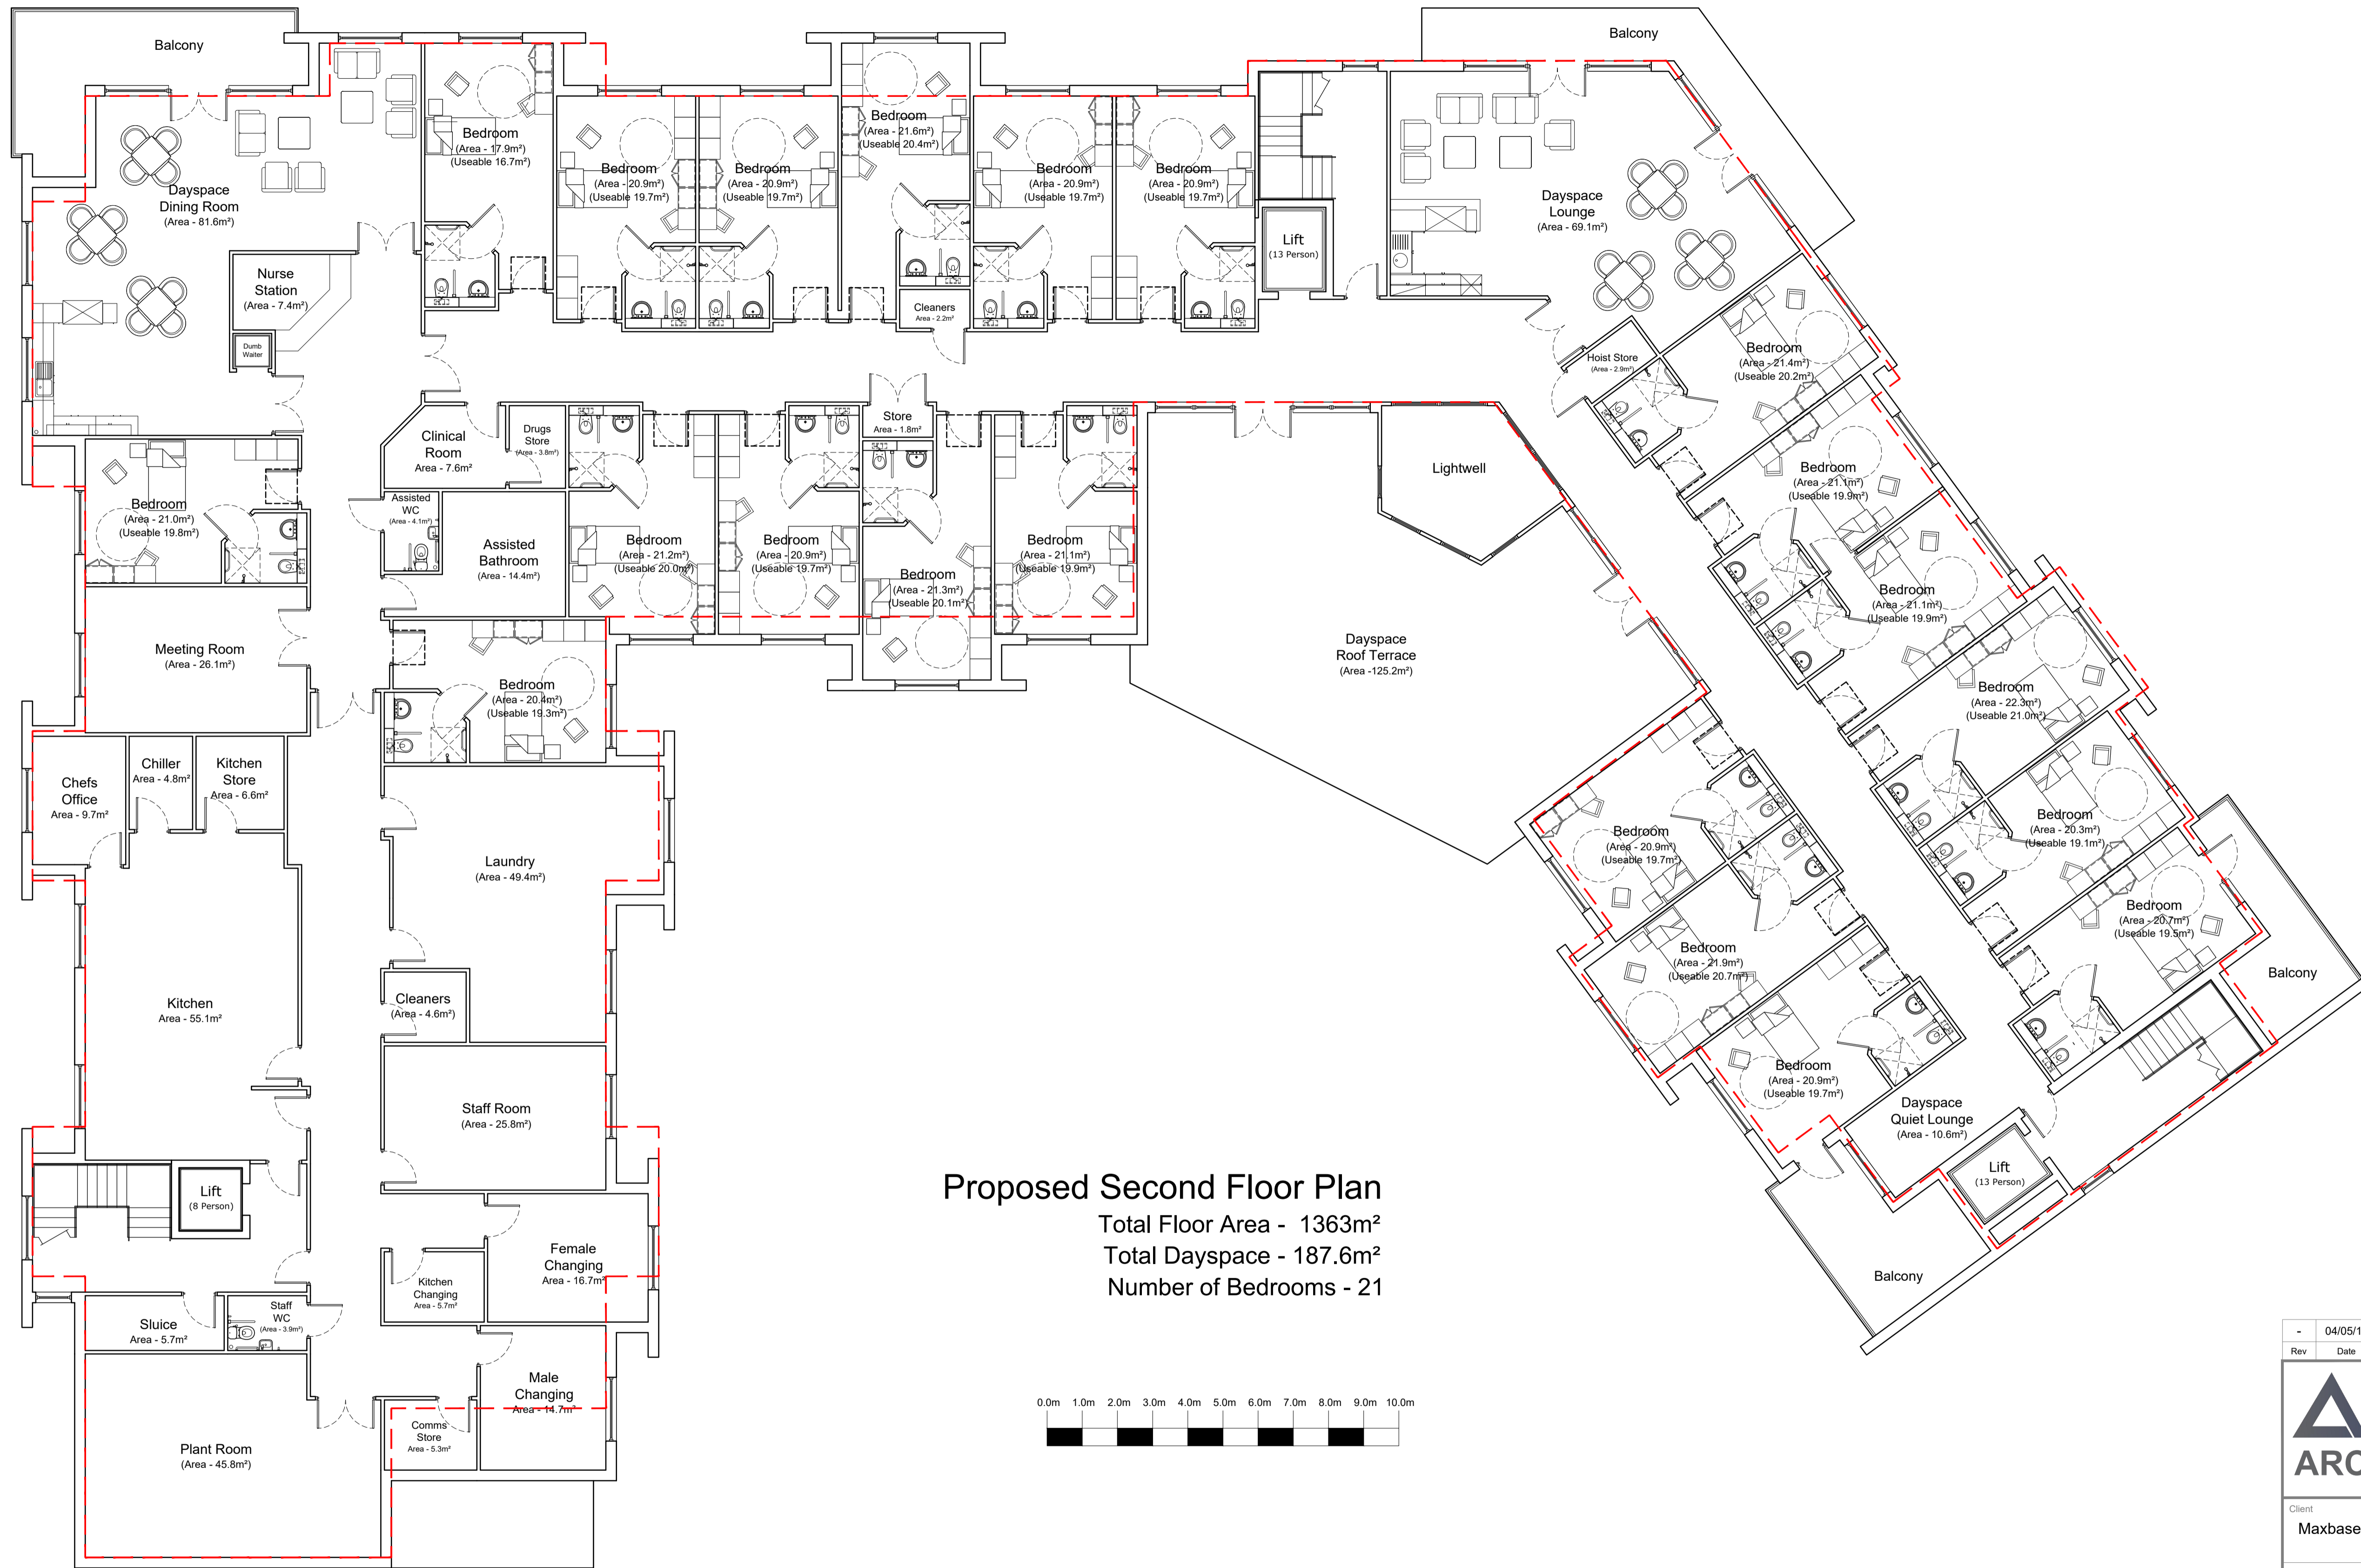 Balcony
Balcony
Dayspace
Dining Room
(Area - 81.6m²)
Bedroom
(Area - 17.9m²)
(Useable 16.7m²)
Bedroom
(Area - 20.9m²)
(Useable 19.7m²)
Bedroom
(Area - 20.9m²)
(Useable 19.7m²)
Bedroom
(Area - 21.6m²)
(Useable 20.4m²)
Bedroom
(Area - 20.9m²)
(Useable 19.7m²)
Bedroom
(Area - 20.9m²)
(Useable 19.7m²)
Lift
(13 Person)
Dayspace
Lounge
(Area - 69.1m²)
Nurse
Station
(Area - 7.4m²)
Dumb
Waiter
Cleaners
Area - 2.2m²
Hoist Store
(Area - 2.9m²)
Bedroom
(Area - 21.4m²)
(Useable 20.2m²)
Clinical
Room
Area - 7.6m²
Drugs
Store
(Area - 3.8m²)
Store
Area - 1.8m²
Lightwell
Bedroom
(Area - 21.1m²)
(Useable 19.9m²)
Bedroom
(Area - 21.0m²)
(Useable 19.8m²)
Assisted
WC
(Area - 4.1m²)
Assisted
Bathroom
(Area - 14.4m²)
Bedroom
(Area - 21.2m²)
(Useable 20.0m²)
Bedroom
(Area - 20.9m²)
(Useable 19.7m²)
Bedroom
(Area - 21.3m²)
(Useable 20.1m²)
Bedroom
(Area - 21.1m²)
(Useable 19.9m²)
Bedroom
(Area - 21.1m²)
(Useable 19.9m²)
Meeting Room
(Area - 26.1m²)
Bedroom
(Area - 20.4m²)
(Useable 19.3m²)
Dayspace
Roof Terrace
(Area -125.2m²)
Bedroom
(Area - 22.3m²)
(Useable 21.0m²)
Chefs
Office
Area - 9.7m²
Chiller
Area - 4.8m²
Kitchen
Store
Area - 6.6m²
Laundry
(Area - 49.4m²)
Bedroom
(Area - 20.9m²)
(Useable 19.7m²)
Bedroom
(Area - 20.3m²)
(Useable 19.1m²)
Bedroom
(Area - 21.9m²)
(Useable 20.7m²)
Bedroom
(Area - 20.7m²)
(Useable 19.5m²)
Balcony
Kitchen
Area - 55.1m²
Cleaners
(Area - 4.6m²)
Bedroom
(Area - 20.9m²)
(Useable 19.7m²)
Staff Room
(Area - 25.8m²)
Dayspace
Quiet Lounge
(Area - 10.6m²)
Lift
(13 Person)
Lift
(8 Person)
Female
Changing
Area - 16.7m²
Kitchen
Changing
Area - 5.7m²
Balcony
Sluice
Area - 5.7m²
Staff
WC
(Area - 3.9m²)
Male
Changing
Area - 14.7m²
Comms
Store
Area - 5.3m²
Plant Room
(Area - 45.8m²)
Proposed Second Floor Plan
Total Floor Area - 1363m²
Total Dayspace - 187.6m²
Number of Bedrooms - 21
0.0m 1.0m 2.0m 3.0m 4.0m 5.0m 6.0m 7.0m 8.0m 9.0m 10.0m
- 04/05/1
Rev Date
ARC
Client
Maxbase